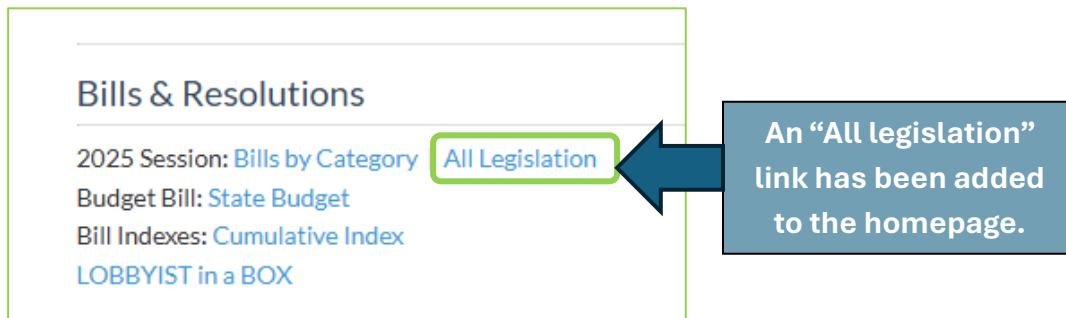 Bills & Resolutions
2025 Session: Bills by Category All Legislation
Budget Bill: State Budget
Bill Indexes: Cumulative Index
LOBBYIST in a BOX
An “All legislation”
link has been added
to the homepage.